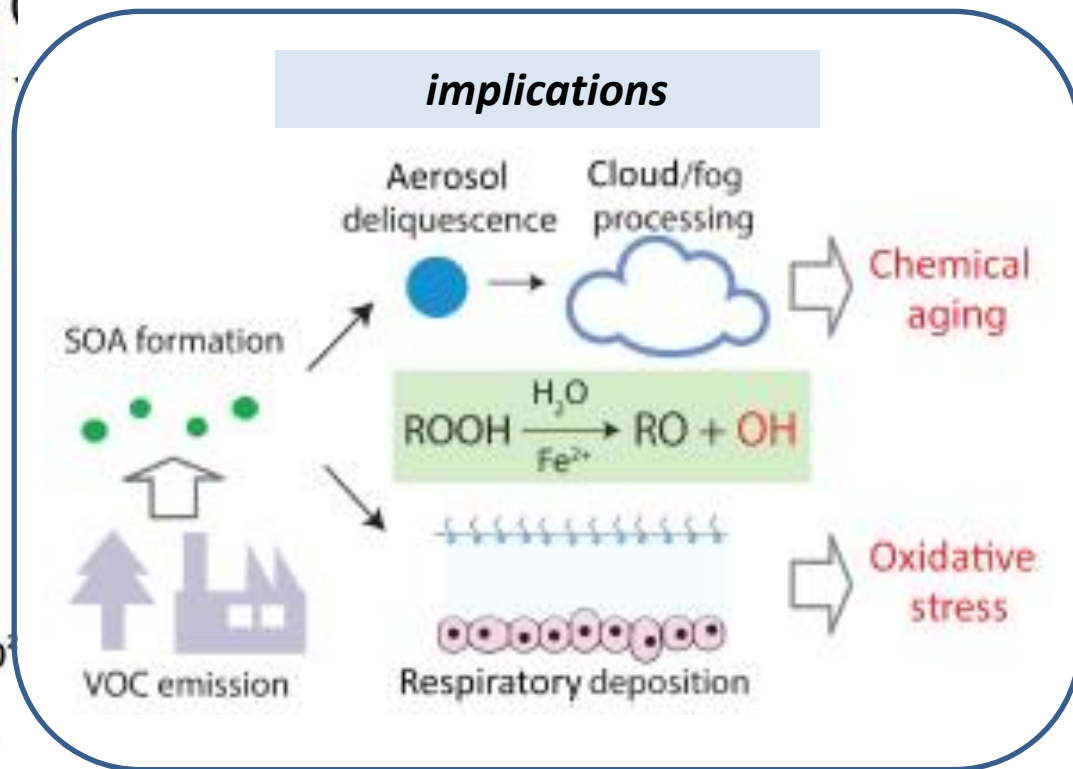 implications
Aerosol
deliquescence
Cloud/fog
processing
Chemical
aging
SOA formation
ROOH H₂O Fe²⁺ → RO + OH
VOC emission
Respiratory deposition
Oxidative
stress